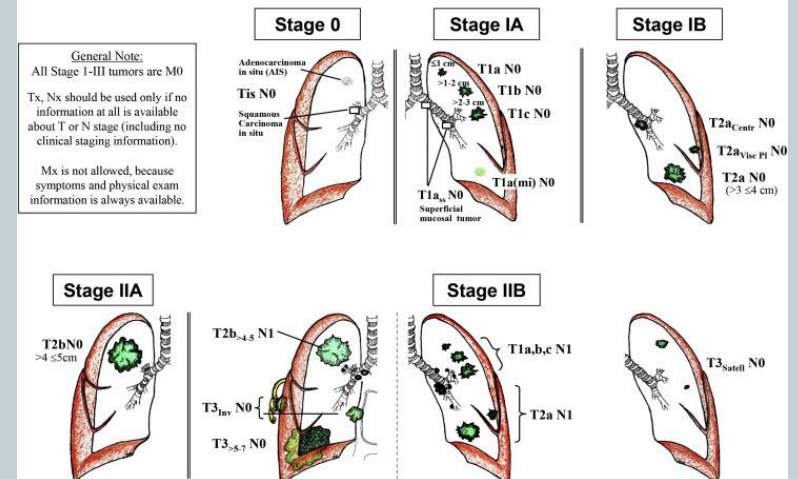 Stage 0
Stage IA
Stage IB
General Note:
All Stage 1-III tumors are M0
Tx, Nx should be used only if no
information at all is available
about T or N stage (including no
clinical staging information).
Mx is not allowed, because
symptoms and physical exam
information is always available.
Adenocarcinoma
in situ (AIS)
Tis N0
Squamous
Carcinoma
in situ
≤1 cm
T1a N0
>1-2 cm
T1b N0
>2-3 cm
T1c N0
T1a(mi) N0
T1ass N0
Superficial
mucosal tumor
T2aCentr N0
T2aVisc Pl N0
T2a N0
(>3 ≤4 cm)
Stage IIA
Stage IIB
T2bN0
>4 ≤5cm
T2b>4-5 N1
T3Inv N0
T3>5-7 N0
T1a,b,c N1
T2a N1
T3Satell N0